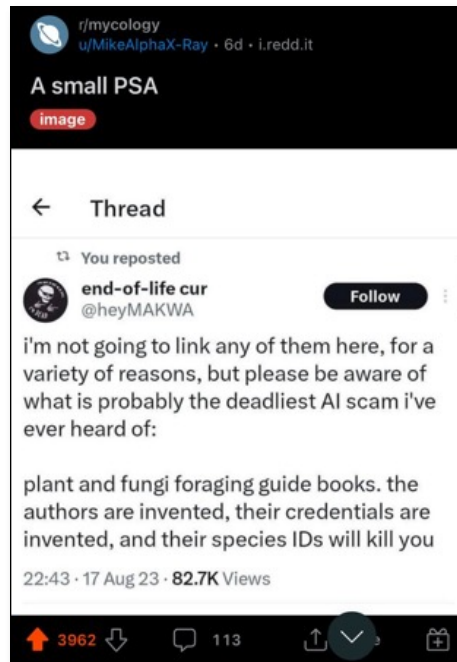 r/mycology
u/MikeAlphaX-Ray • 6d • i.redd.it
A small PSA
image
Thread
You reposted
end-of-life cur
@heyMAKWA
Follow
i'm not going to link any of them here, for a
variety of reasons, but please be aware of
what is probably the deadliest AI scam i've
ever heard of:
plant and fungi foraging guide books. the
authors are invented, their credentials are
invented, and their species IDs will kill you
22:43 · 17 Aug 23 · 82.7K Views
3962
113